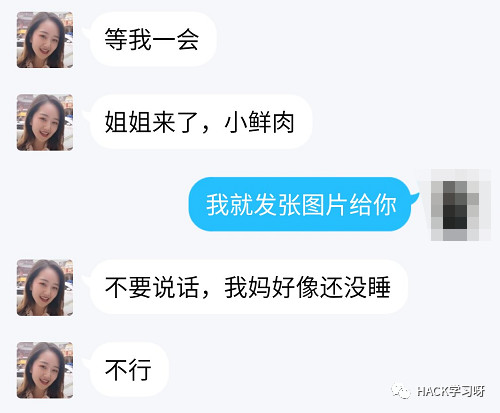 等我一会
姐姐来了，小鲜肉
我就发张图片给你
不要说话，我妈好像还没睡
不行
HACK学习呀